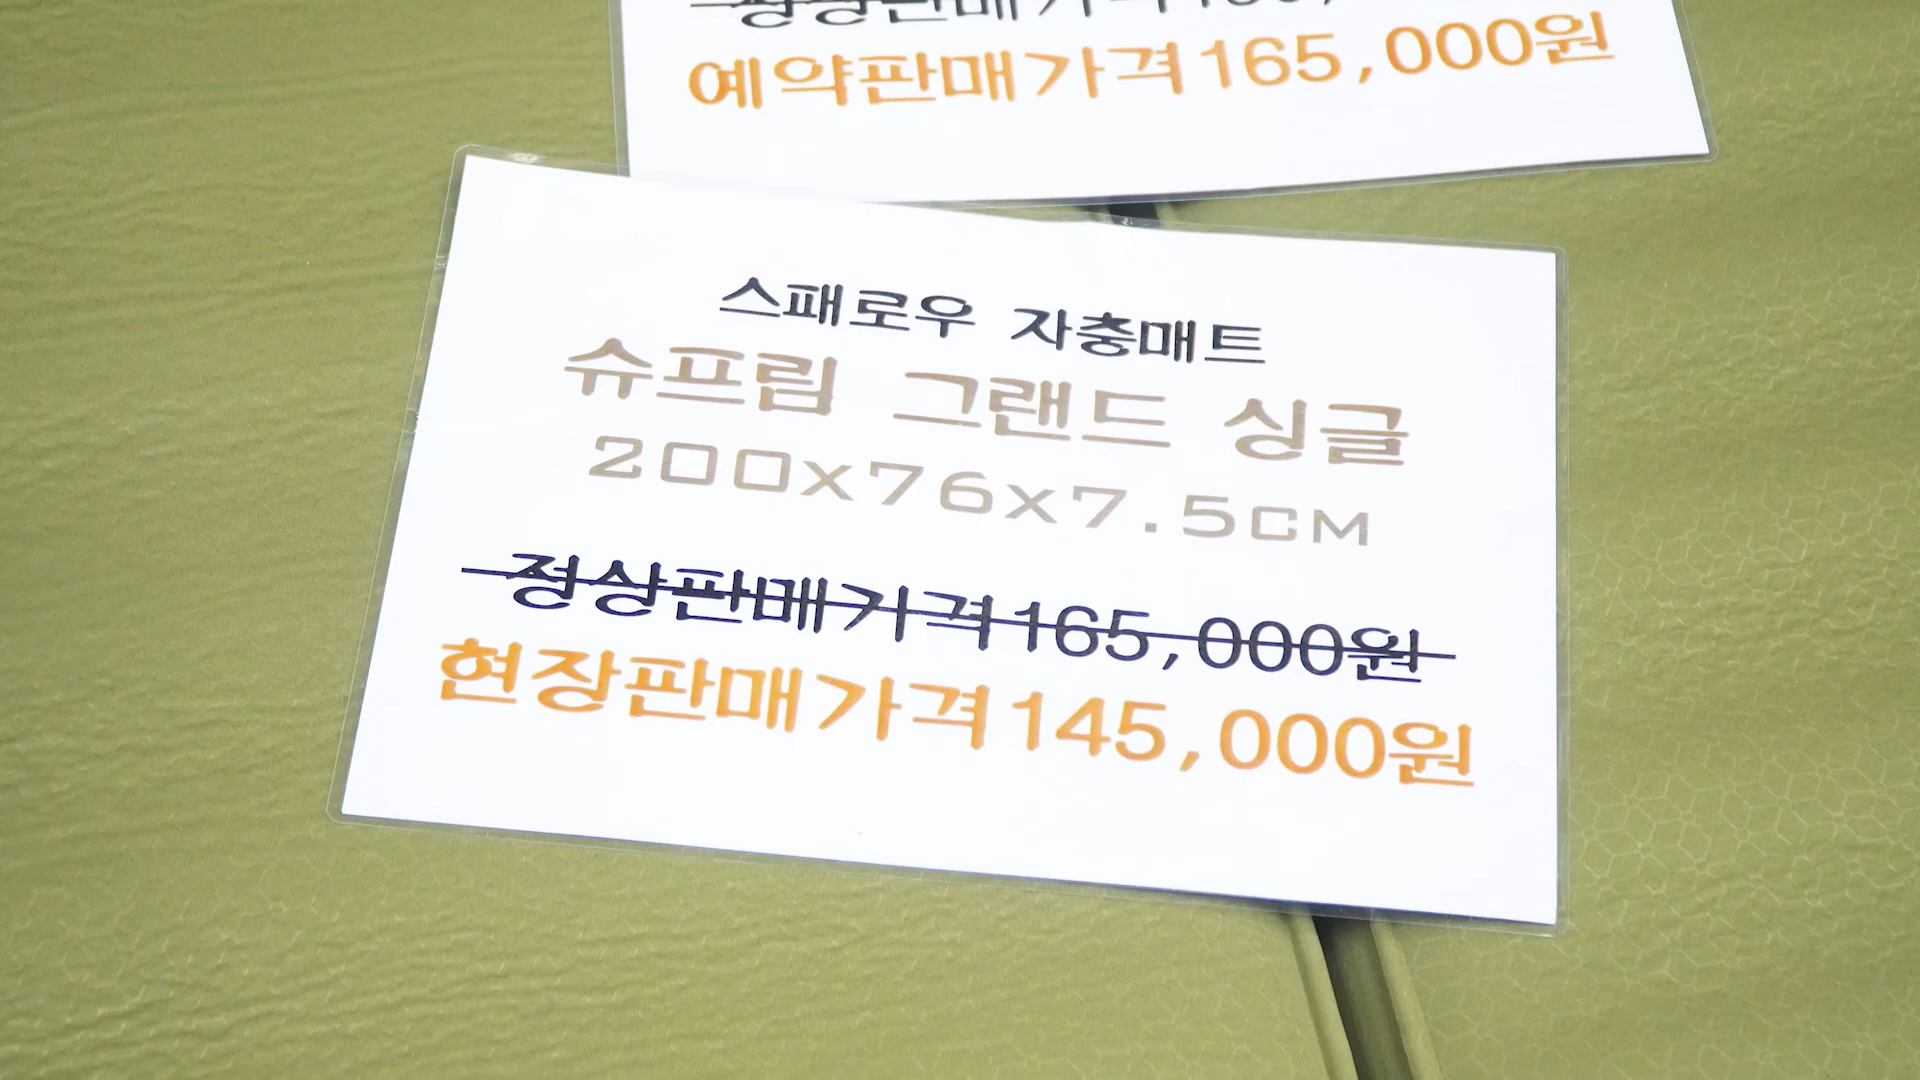 예약판매가격165,000원
스패로우 자충매트
슈프림 그랜드 싱글
200x76x7.5CM
정상판매가격165,000원
현장판매가격145,000원